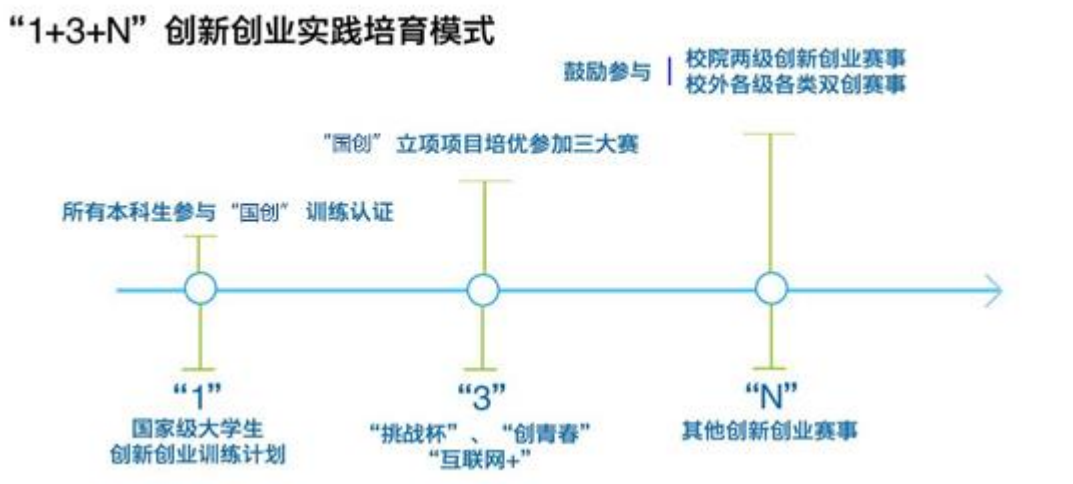 “1+3+N”创新创业实践培育模式
鼓励参与
校院两级创新创业赛事
校外各级各类双创赛事
“国创” 立项项目培优参加三大赛
所有本科生参与 “国创” 训练认证
“1”
国家级大学生
创新创业训练计划
“3”
“挑战杯”、“创青春”
“互联网+”
“N”
其他创新创业赛事